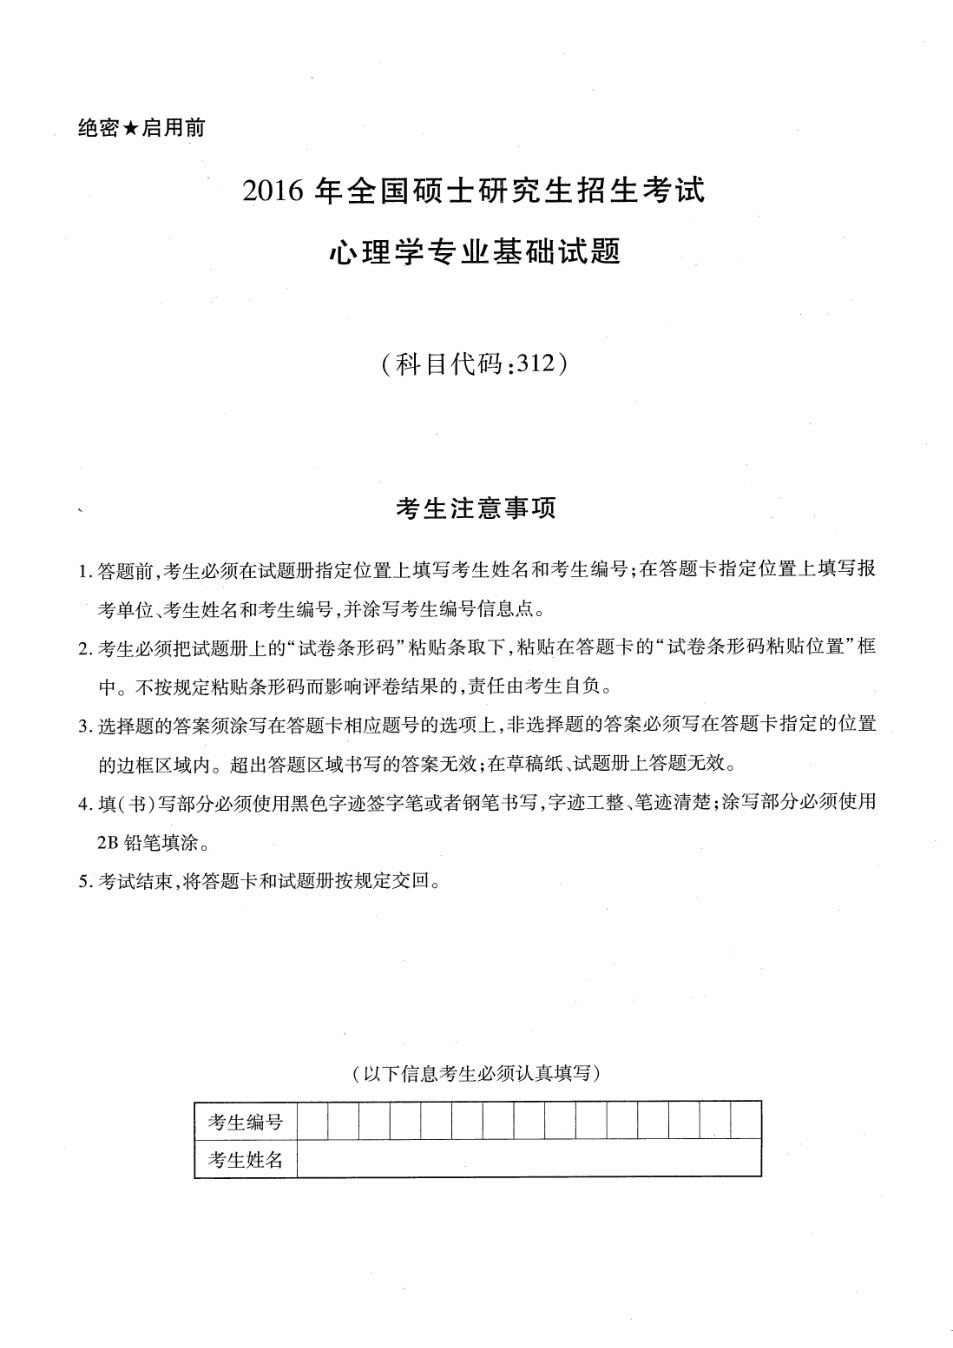 绝密★启用前
2016 年全国硕士研究生招生考试
心理学专业基础试题
(科目代码:312)
考生注意事项
1. 答题前,考生必须在试题册指定位置上填写考生姓名和考生编号;在答题卡指定位置上填写报
考单位、考生姓名和考生编号,并涂写考生编号信息点。
2. 考生必须把试题册上的“试卷条形码”粘贴条取下,粘贴在答题卡的“试卷条形码粘贴位置”框
中。不按规定粘贴条形码而影响评卷结果的,责任由考生自负。
3. 选择题的答案须涂写在答题卡相应题号的选项上,非选择题的答案必须写在答题卡指定的位置
的边框区域内。超出答题区域书写的答案无效;在草稿纸、试题册上答题无效。
4. 填(书)写部分必须使用黑色字迹签字笔或者钢笔书写,字迹工整、笔迹清楚;涂写部分必须使用
2B 铅笔填涂。
5. 考试结束,将答题卡和试题册按规定交回。
(以下信息考生必须认真填写)
考生编号
考生姓名